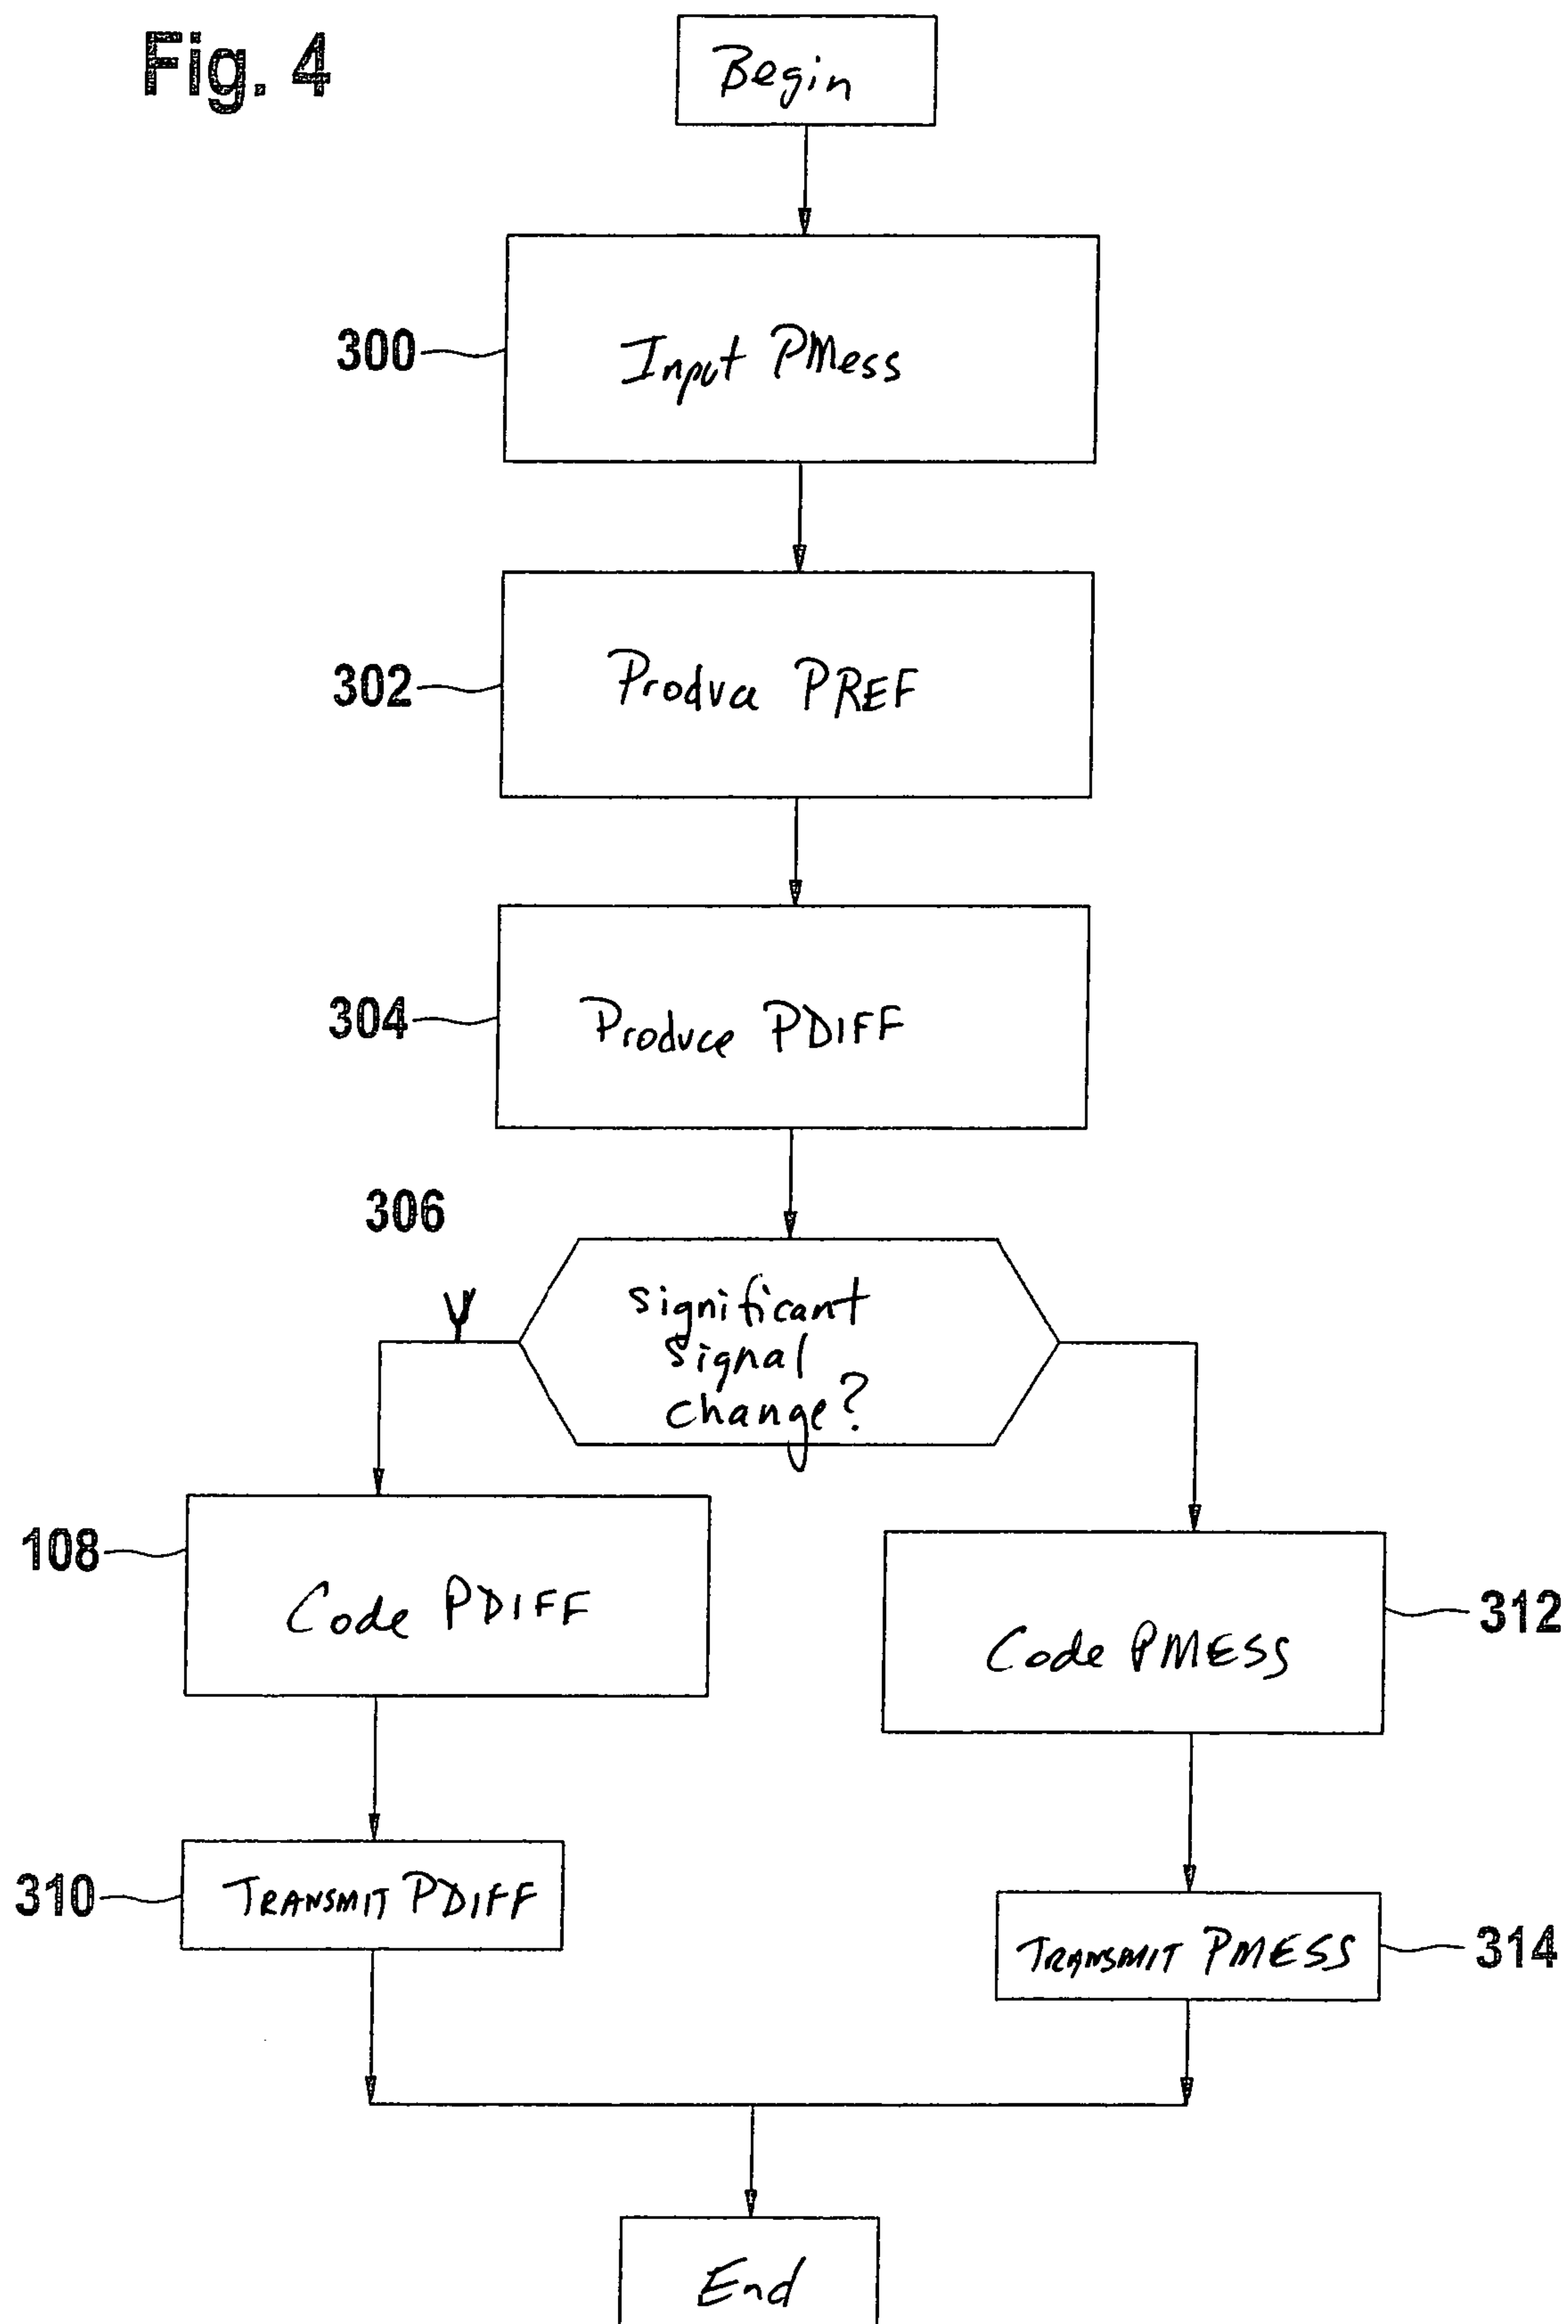 Fig. 4
Begin
300
Input PMess
302
Produce PREF
304
Produce PDIFF
306
Y
significant
signal
change?
108
Code PDIFF
312
Code PMESS
310
TRANSMIT PDIFF
314
TRANSMIT PMESS
End